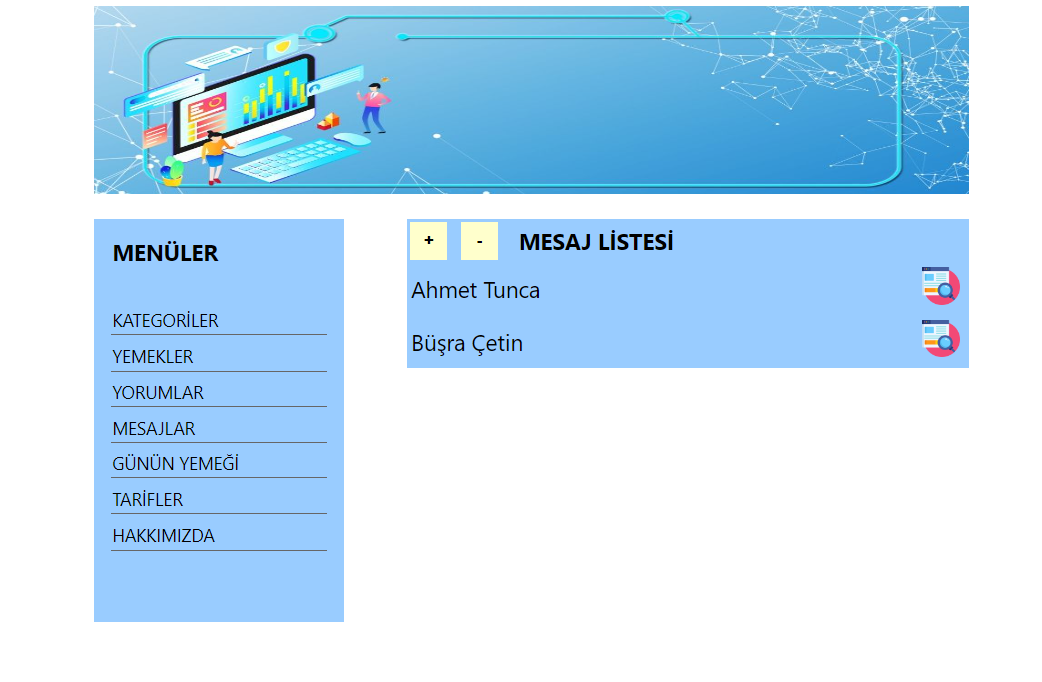 MENÜLER
KATEGORİLER
YEMEKLER
YORUMLAR
MESAJLAR
GÜNÜN YEMEĞİ
TARİFLER
HAKKIMIZDA
+ - MESAJ LİSTESİ
Ahmet Tunca
Büşra Çetin